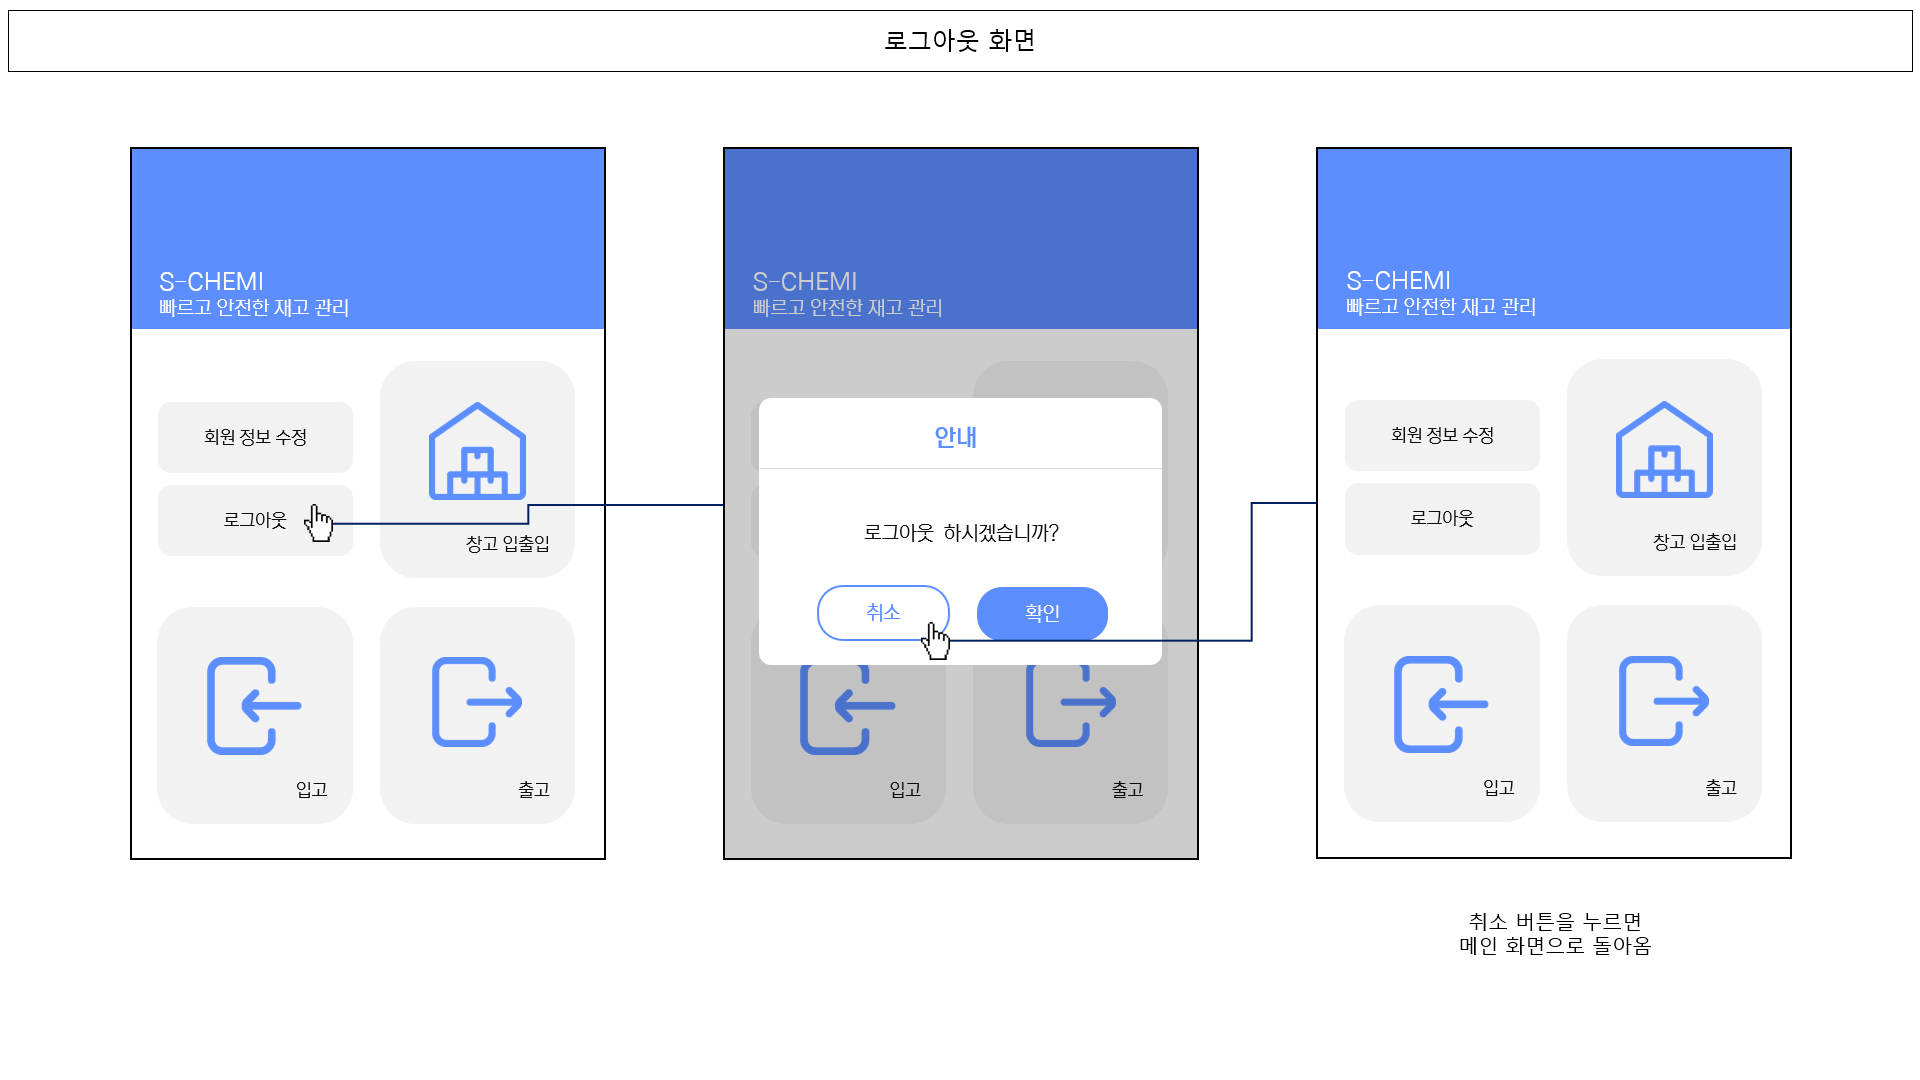 로그아웃 화면
S-CHEMI
빠르고 안전한 재고 관리
회원 정보 수정
로그아웃
창고 입출입
입고
출고
S-CHEMI
빠르고 안전한 재고 관리
안내
로그아웃 하시겠습니까?
취소
확인
입고
출고
S-CHEMI
빠르고 안전한 재고 관리
회원 정보 수정
로그아웃
창고 입출입
입고
출고
취소 버튼을 누르면
메인 화면으로 돌아옴